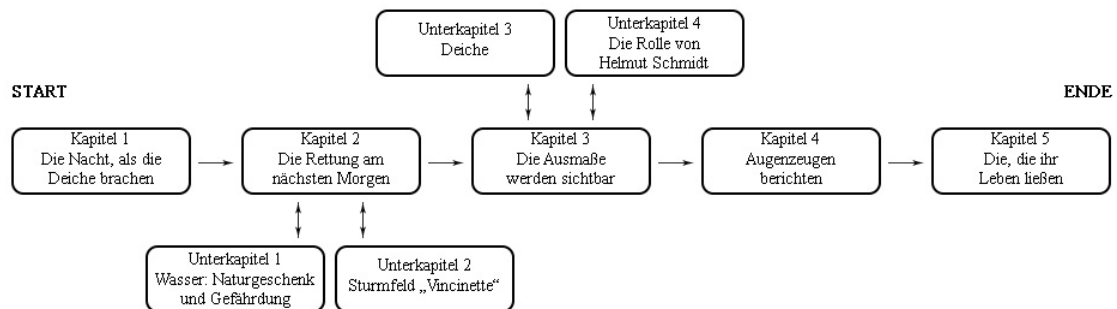 Unterkapitel 3
Deiche
Unterkapitel 4
Die Rolle von
Helmut Schmidt
START
ENDE
Kapitel 1
Die Nacht, als die
Deiche brachen
Kapitel 2
Die Rettung am
nächsten Morgen
Kapitel 3
Die Ausmaße
werden sichtbar
Kapitel 4
Augenzeugen
berichten
Kapitel 5
Die, die ihr
Leben ließen
Unterkapitel 1
Wasser: Naturgeschenk
und Gefährdung
Unterkapitel 2
Sturmfeld „Vincinette“